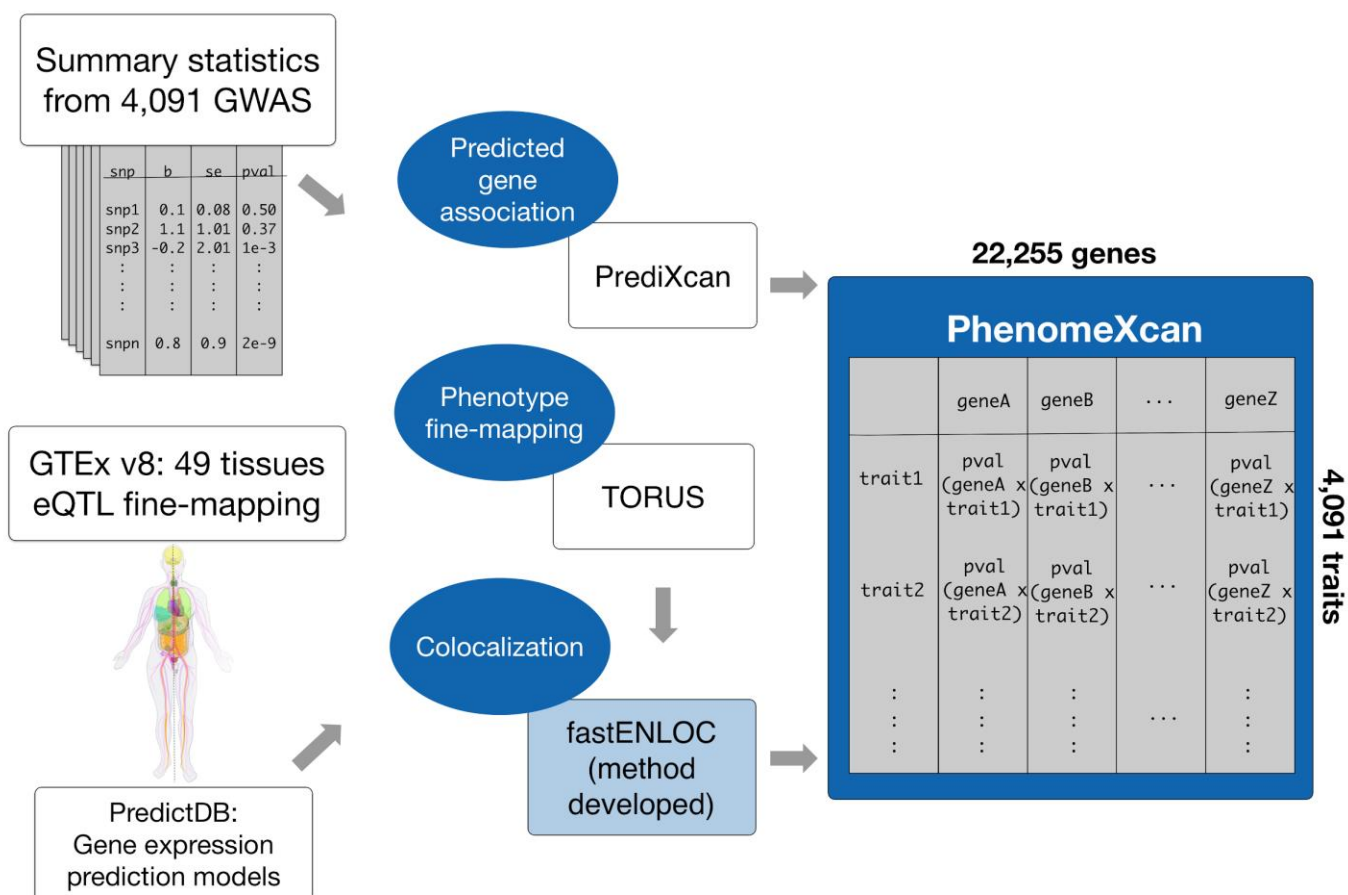 Summary statistics
from 4,091 GWAS
snp b se pval
snp1 0.1 0.08 0.50
snp2 1.1 1.01 0.37
snp3 -0.2 2.01 1e-3
: : : :
: : : :
: : : :
snpn 0.8 0.9 2e-9
GTEx v8: 49 tissues
eQTL fine-mapping
PredictDB:
Gene expression
prediction models
Predicted
gene
association
PrediXcan
Phenotype
fine-mapping
TORUS
Colocalization
fastENLOC
(method
developed)
22,255 genes
PhenomeXcan
geneA geneB ... geneZ
trait1 pval pval ... pval
(geneA x (geneB x (geneZ x
trait1) trait1) trait1)
trait2 pval pval ... pval
(geneA x (geneB x (geneZ x
trait2) trait2) trait2)
: : : :
: : : ... :
: : : :
4,091 traits